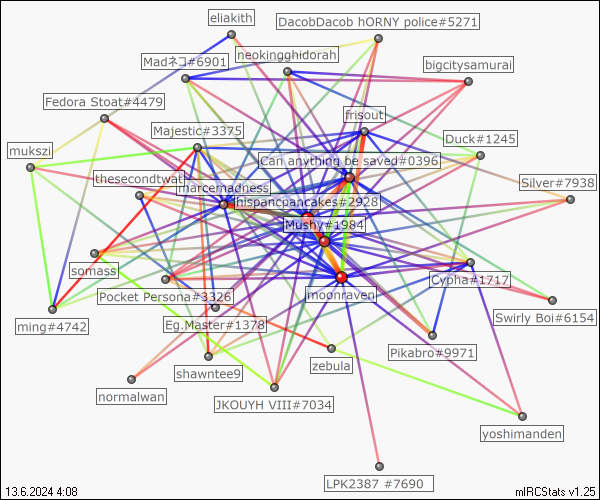 eliakith
DacobDacob hORNY police#5271
neokingghidorah
Madネコ#6901
bigcitysamurai
Fedora Stoat#4479
frisout
Majestic#3375
Duck#1245
mukszi
Can anything be saved#0396
thesecondtwat
marcemadness
Silver#7938
hispancpancakes#2928
Mushy#1984
somass
Cypha#1717
Pocket Persona#3326
moonraven
Swirly Boi#6154
ming#4742
Eg.Master#1378
Pikabro#9971
zebula
shawntee9
normalwan
JKOUYH VIII#7034
yoshimanden
LPK2387 #7690
13.6.2024 4:08
mIRCStats v1.25